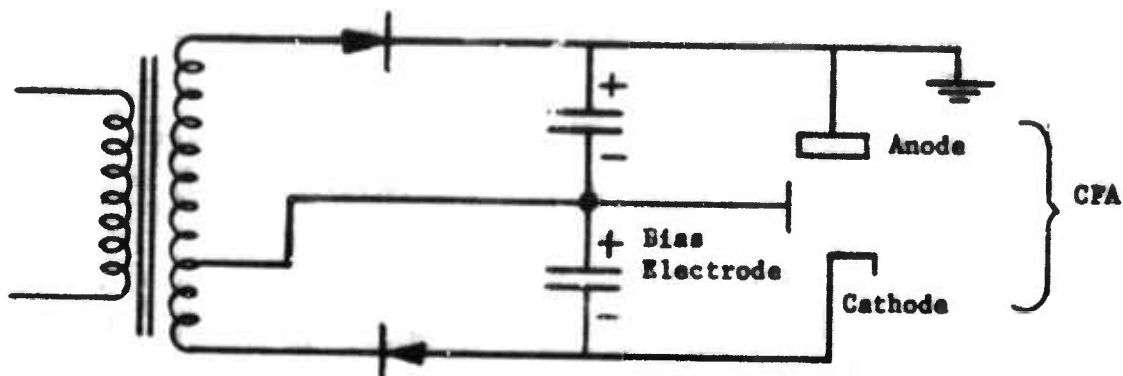 +
-
Anode
CFA
+ Bias
Electrode
-
Cathode